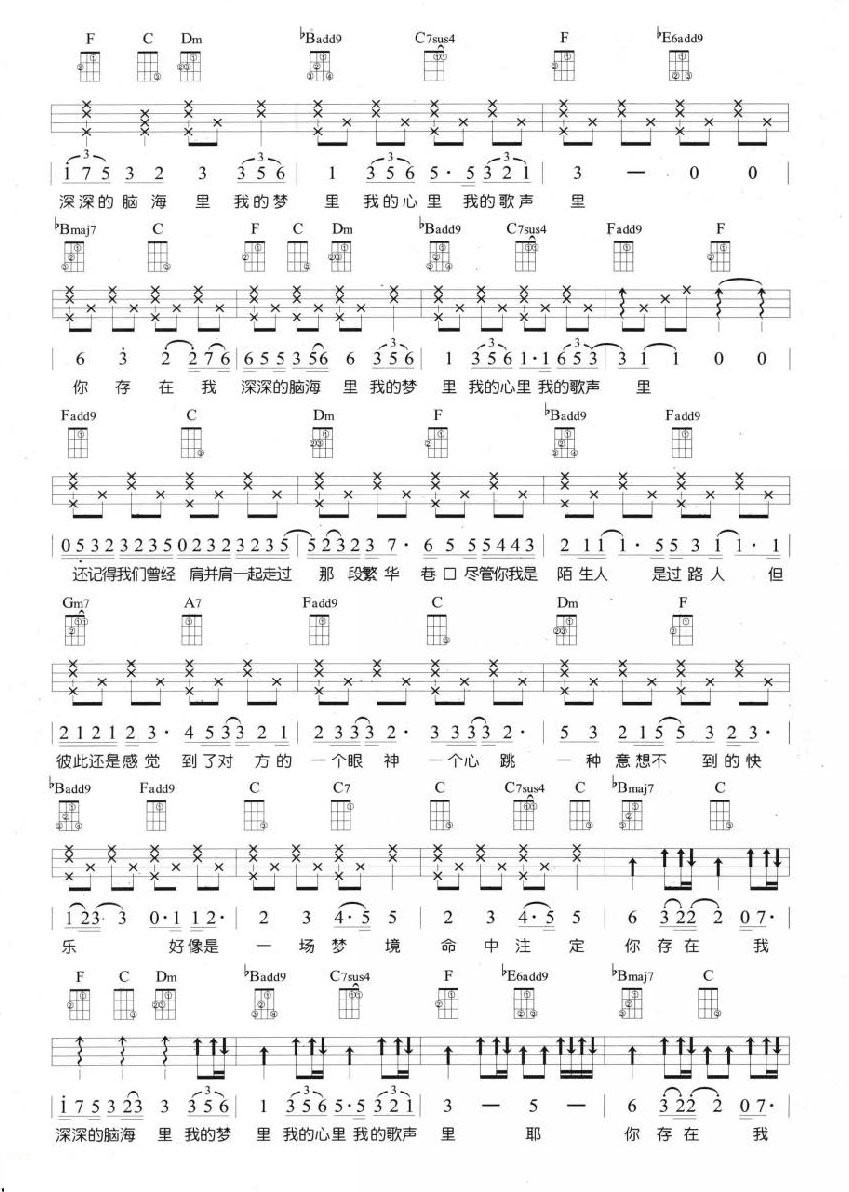 F C Dm ♭Badd9 C7sus4 F ♭E6add9
3 3 3 3
| 1 7 5 3 2 3 3 5 6 | 1 3 5 6 5· 5 3 2 1 | 3 — 0 0 |
深深的脑海里我的梦里我的心里我的歌声里
♭Bmaj7 C F C Dm ♭Badd9 C7sus4 Fadd9 F
3 3 3
| 6 3· 2 2 7 6 | 6 5 5 3 5 6 6 3 5 6 | 1 3 5 6 1· 1 6 5 3 | 3 1 1 0 0 |
你存在我深深的脑海里我的梦里我的心里我的歌声里
Fadd9 C Dm F ♭Badd9 Fadd9
| 0 5 3 2 3 2 3 5 0 2 3 2 3 2 3 5 | 5 2 3 2 3 7· 6 5 5 5 4 4 3 | 2 1 1 1· 5 5 3 1 1· 1 |
还记得我们曾经肩并肩一起走过那段繁华巷口尽管你我是陌生人是过路人但
Gm7 A7 Fadd9 C Dm F
| 2 1 2 1 2 3· 4 5 3 3 2 1 | 2 3 3 3 2· 3 3 3 3 2· | 5 3 2 1 5 5 3 2 3· |
彼此还是感觉到了对方的一个眼神一个心跳一种意想不到的快
♭Badd9 Fadd9 C C7 C C7sus4 C ♭Bmaj7 C
| 1 2 3· 3 0· 1 1 2· | 2 3 4· 5 5 | 2 3 4· 5 5 | 6 3 2 2 2 0 7· |
乐好像是一场梦境命中注定你存在我
F C Dm ♭Badd9 C7sus4 F ♭E6add9 ♭Bmaj7 C
3 3 3
| 1 7 5 3 2 3 3 3 5 6 | 1 3 5 6 5· 5 3 2 1 | 3 — 5 — | 6 3 2 2 2 0 7· |
深深的脑海里我的梦里我的心里我的歌声里耶你存在我